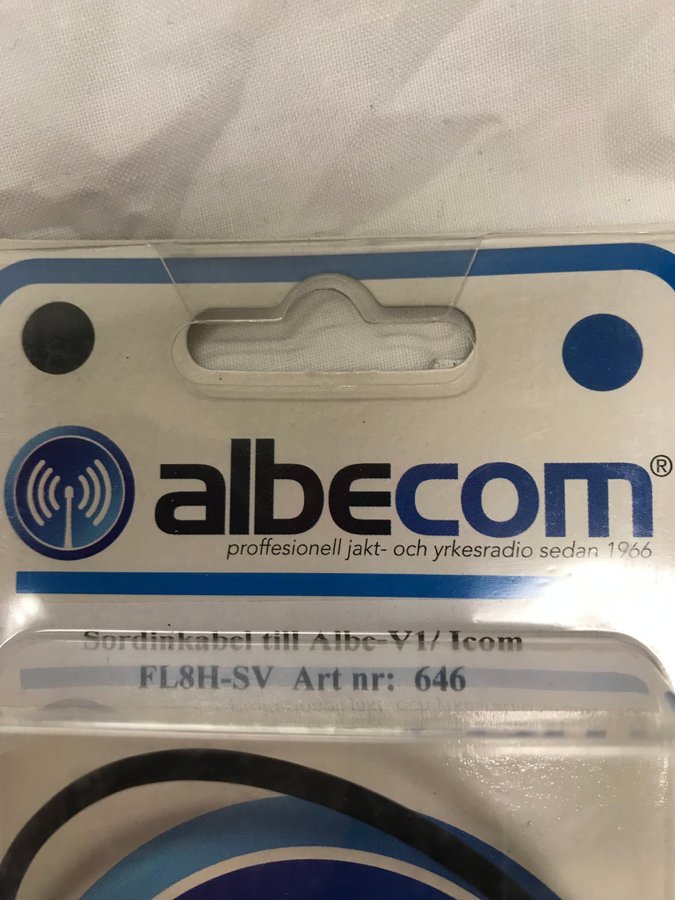 albecom®
proffesionell jakt- och yrkesradio sedan 1966
Sordinkabel till Albe-V1/ Icom
FL8H-SV Art nr: 646